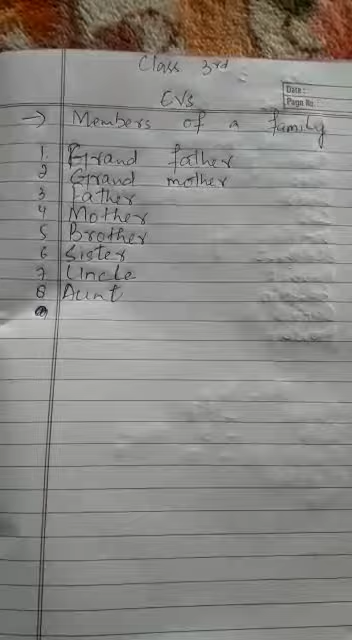 Class 3rd
Date :
Page No.
EVS
→ Members of a family
1. Grand father
2 Grand mother
3 Father
4 Mother
5 Brother
6 Sister
7 Uncle
8 Aunt